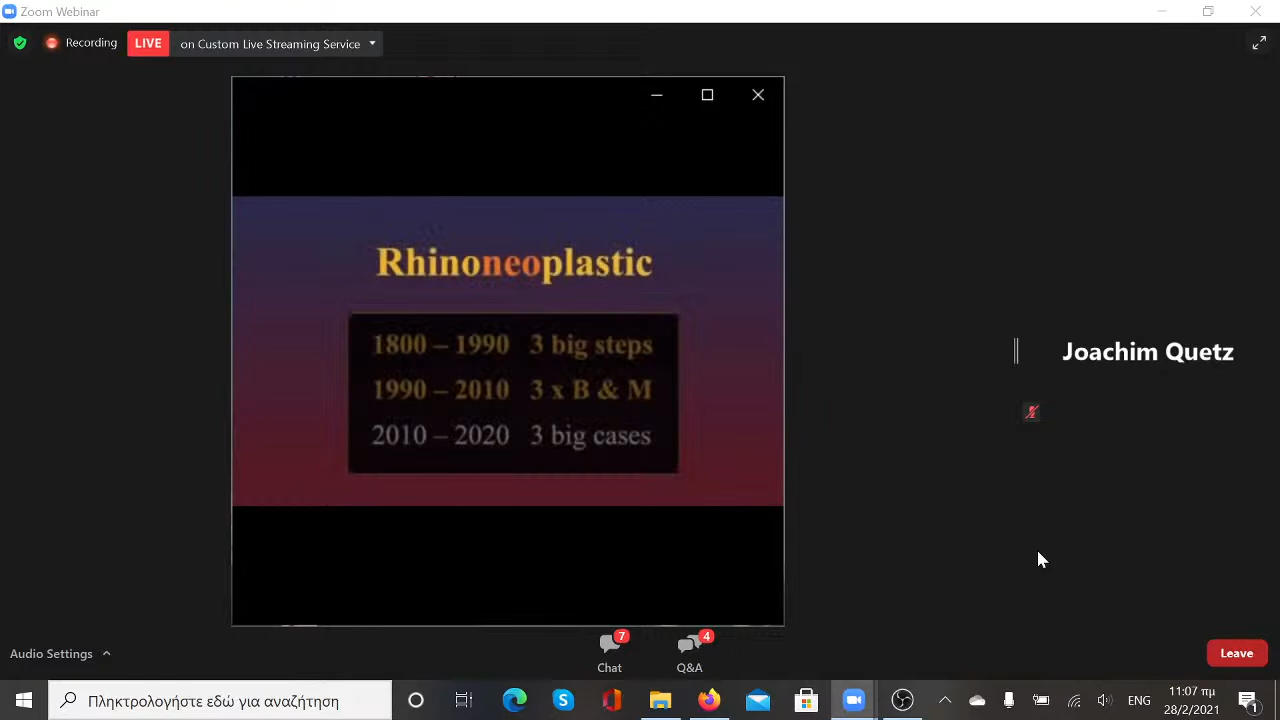 Zoom Webinar
Recording
LIVE
on Custom Live Streaming Service
Rhinoneoplastic
1800 – 1990 3 big steps
1990 – 2010 3 x B & M
2010 – 2020 3 big cases
Joachim Quetz
Audio Settings
7
Chat
4
Q&A
Leave
Πληκτρολογήστε εδώ για αναζήτηση
ENG
11:07 πμ
28/2/2021
1